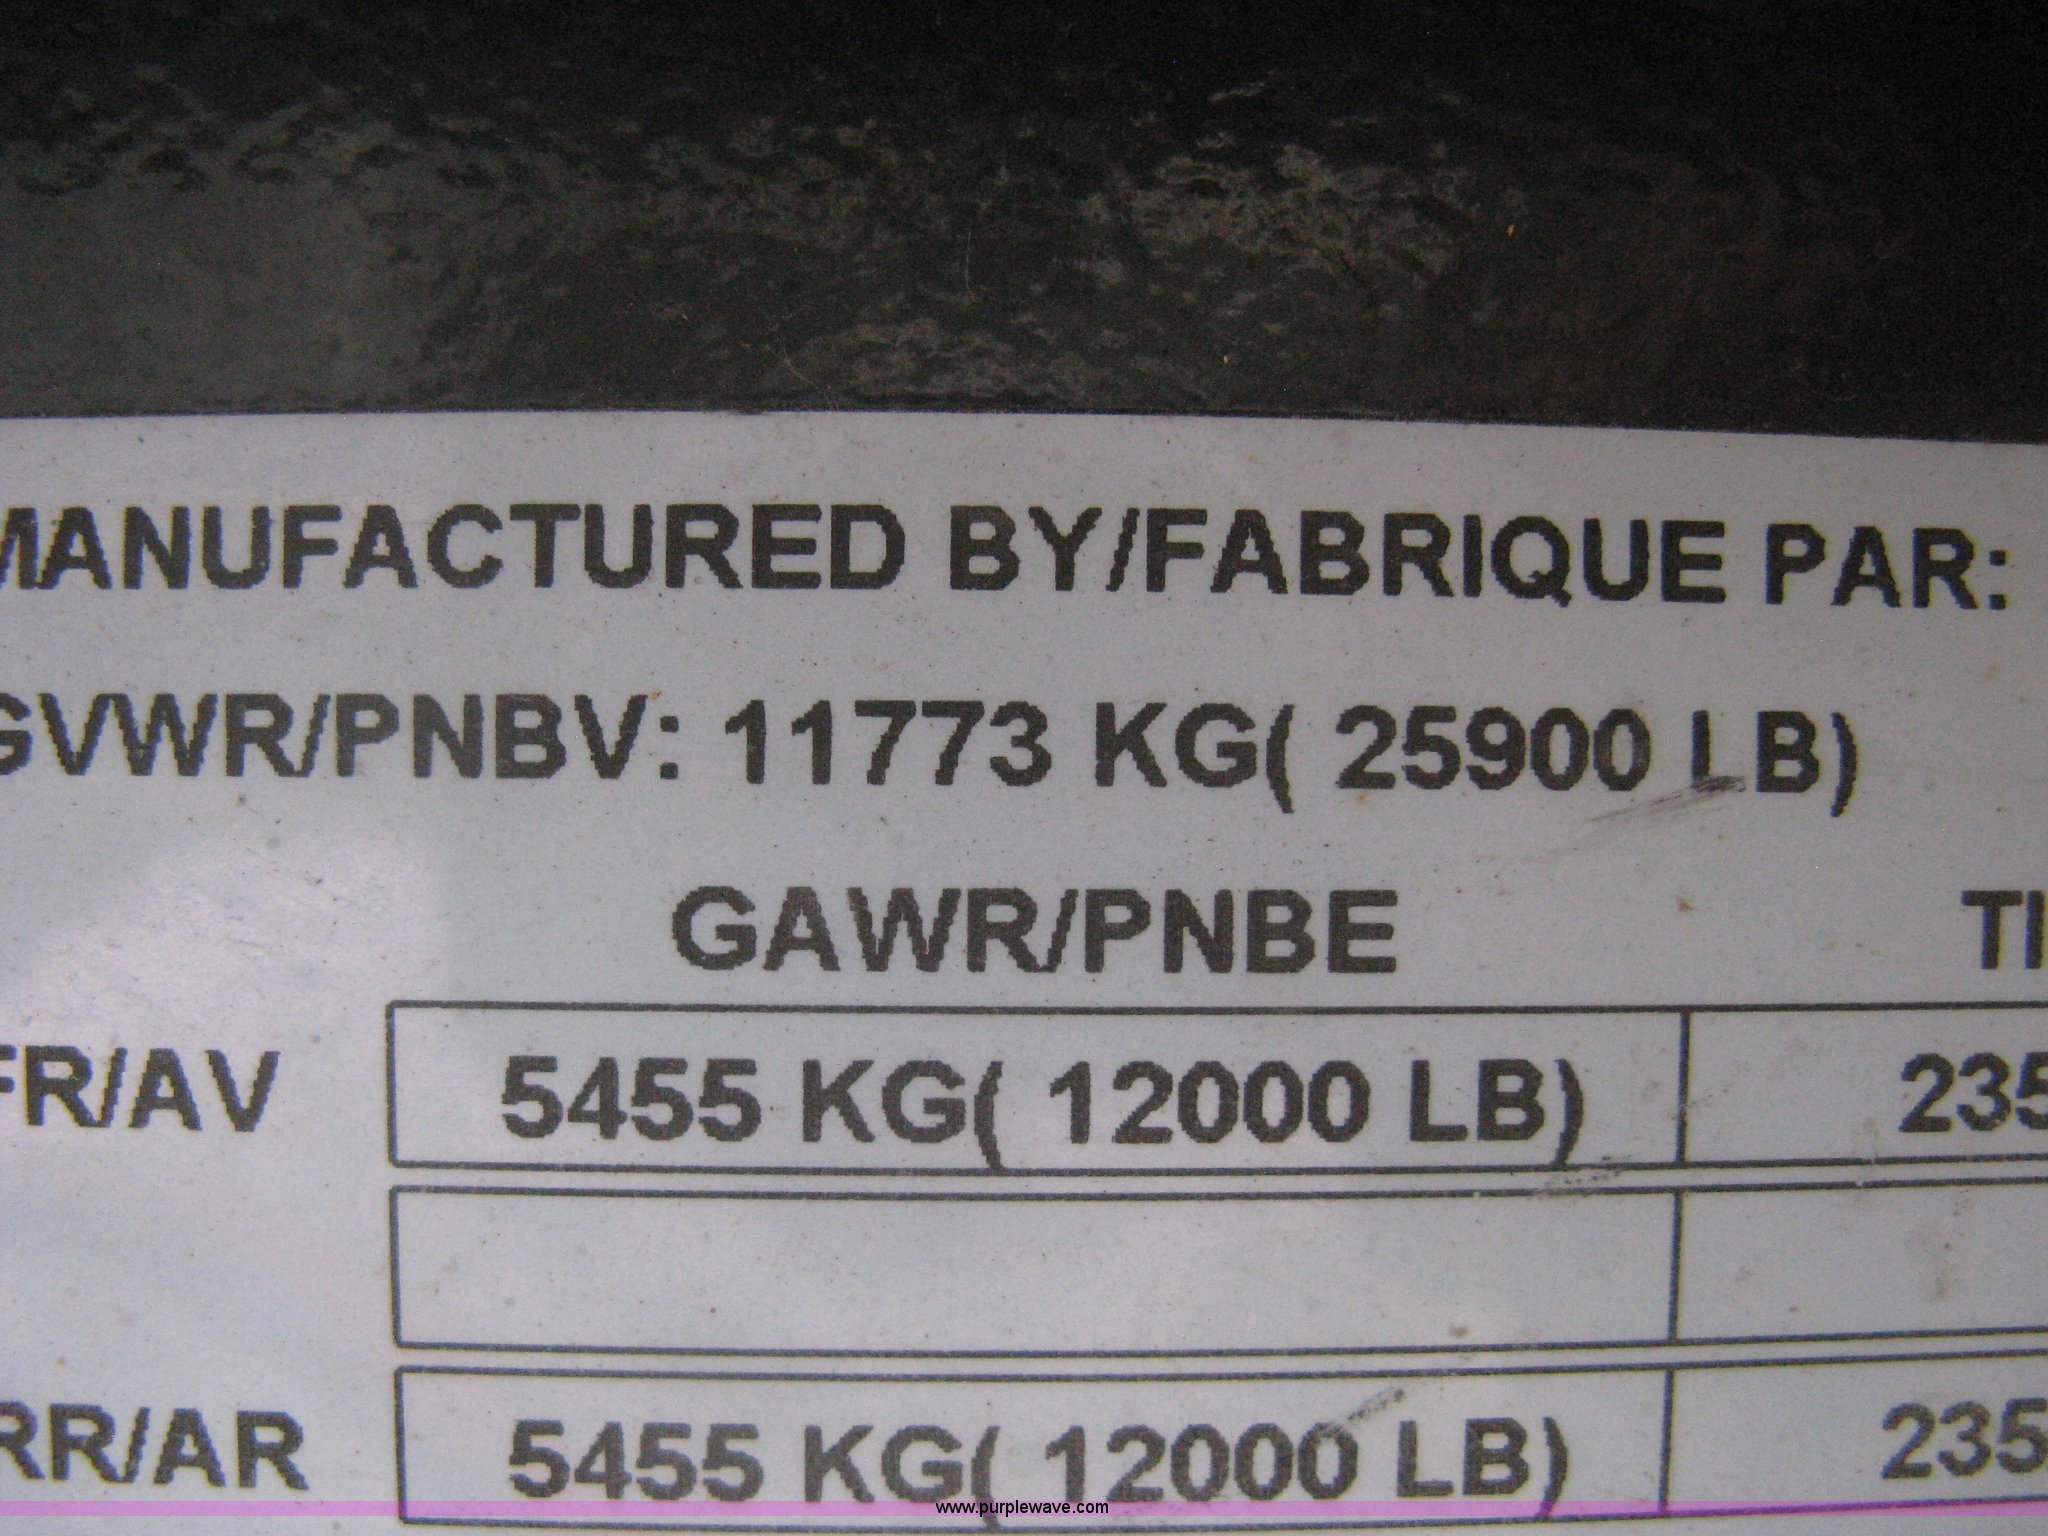 MANUFACTURED BY/FABRIQUE PAR:
GVWR/PNBV: 11773 KG( 25900 LB)
GAWR/PNBE
FR/AV 5455 KG( 12000 LB) 235
RR/AR 5455 KG( 12000 LB) 235
www.purplewave.com